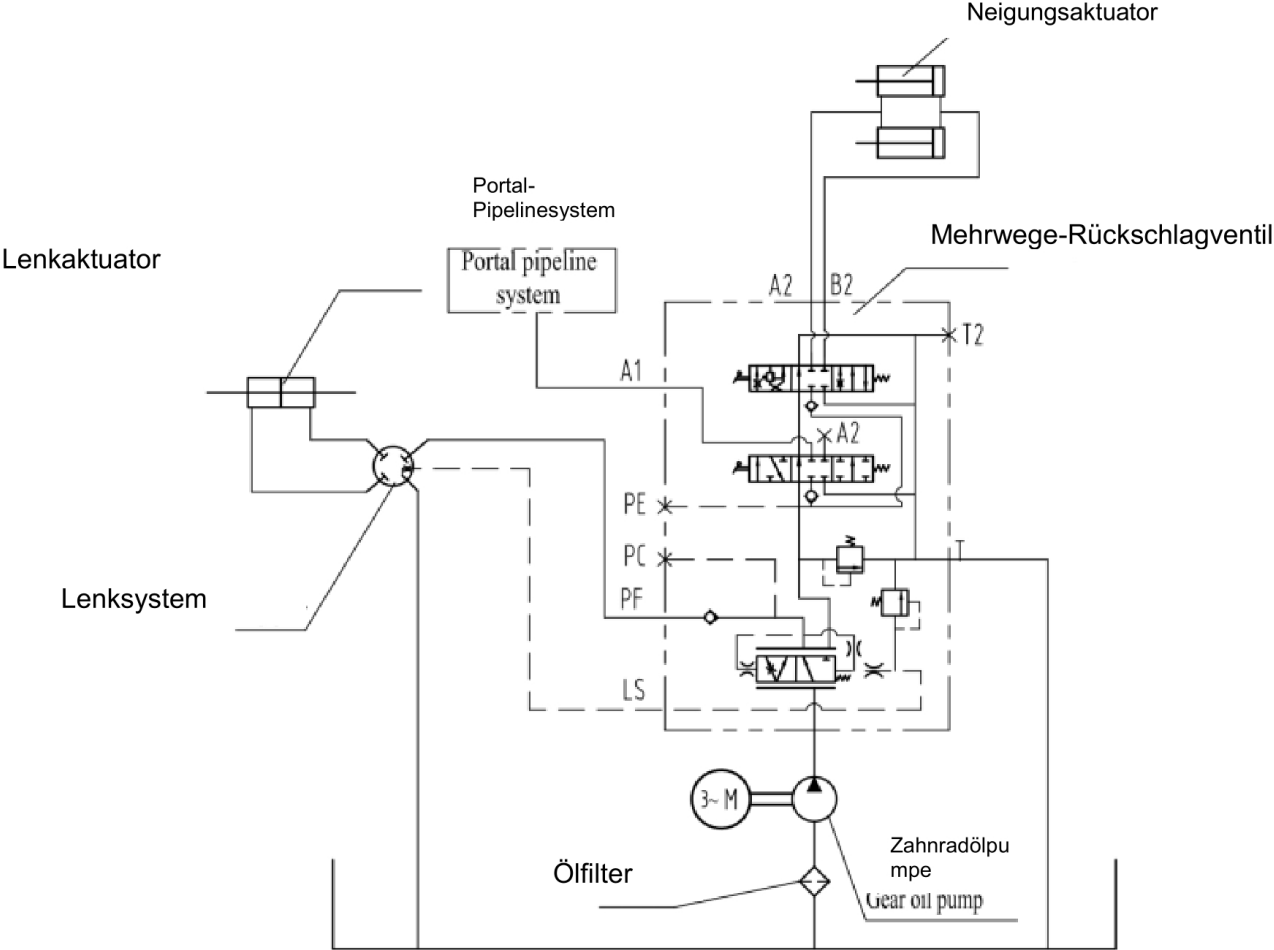 Neigungsaktuator
Portal-
Pipelinesystem
Mehrwege-Rückschlagventil
Lenkaktuator
Portal pipeline
system
A2
B2
T2
A1
A2
PE
PC
T
Lenksystem
PF
LS
3~ M
Zahnradölpu
mpe
Ölfilter
Gear oil pump